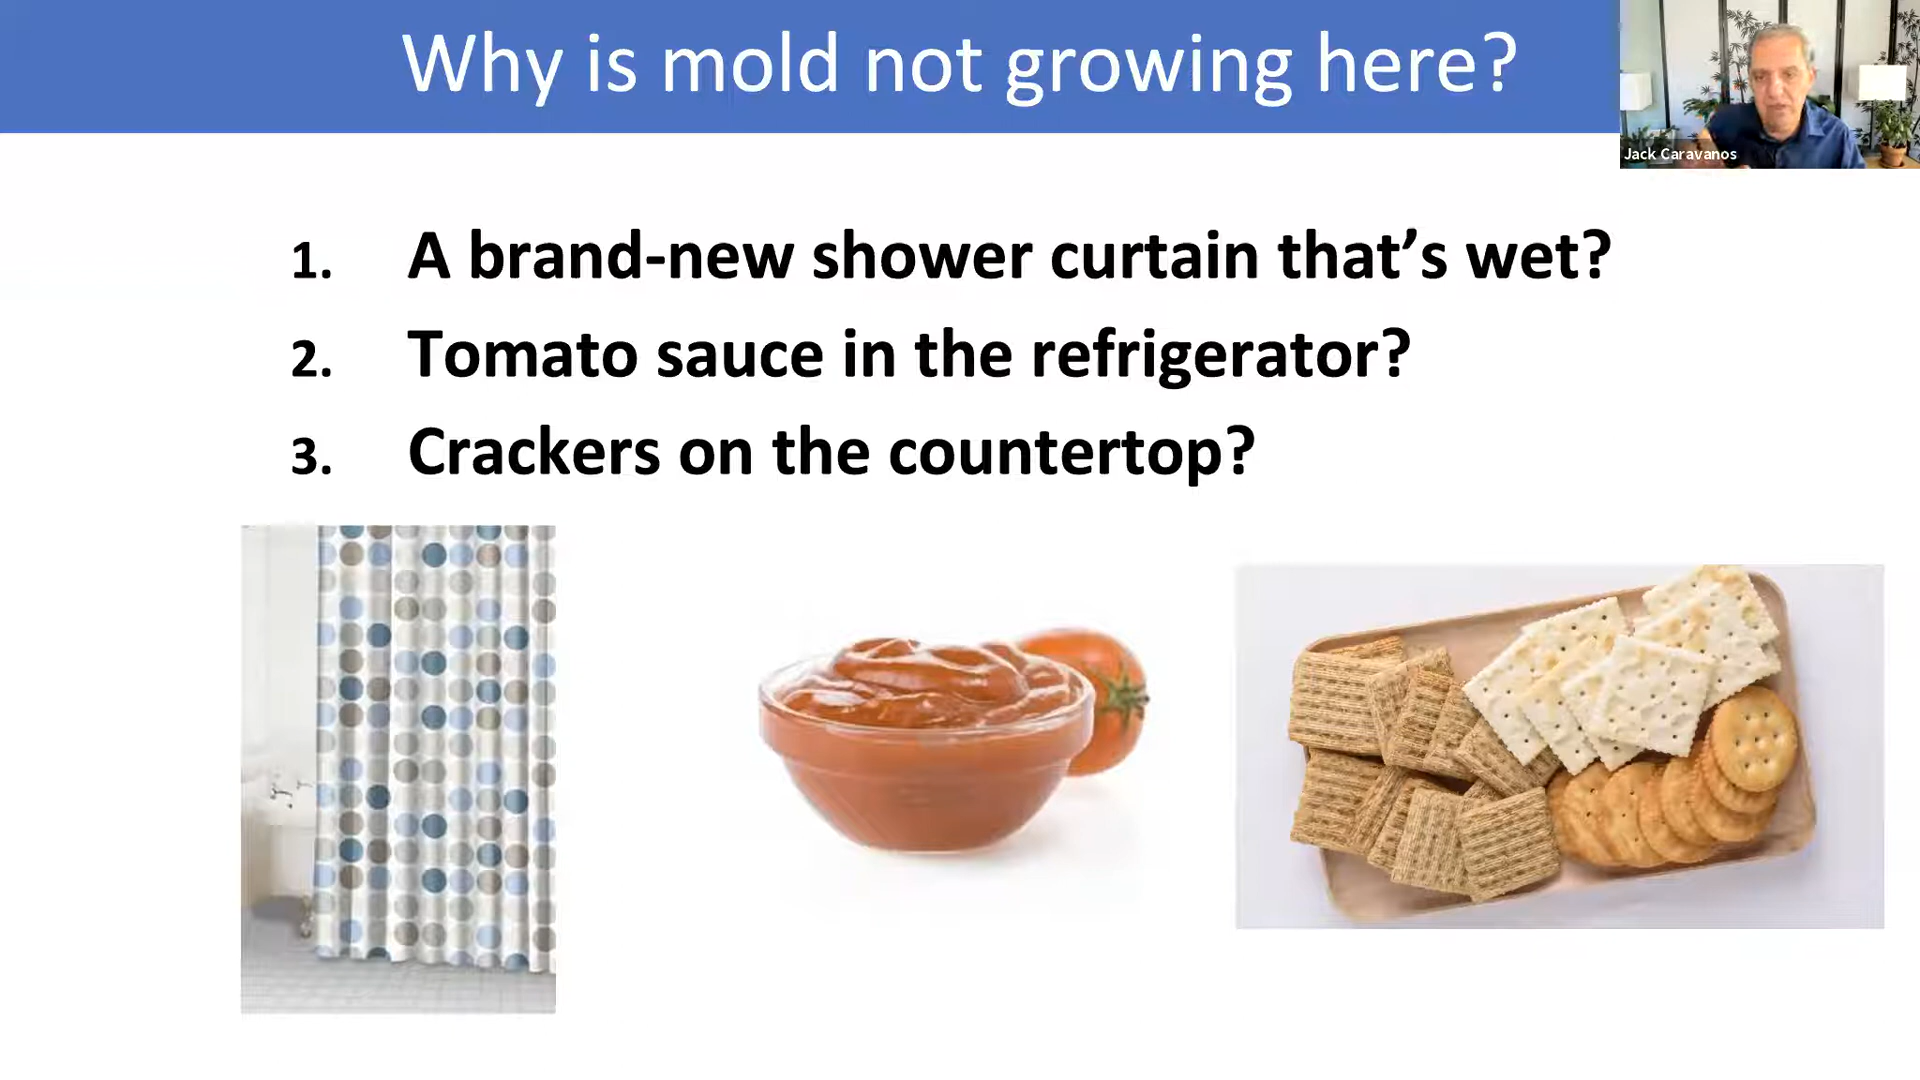 Why is mold not growing here?
Jack Caravanos
1. A brand-new shower curtain that’s wet?
2. Tomato sauce in the refrigerator?
3. Crackers on the countertop?